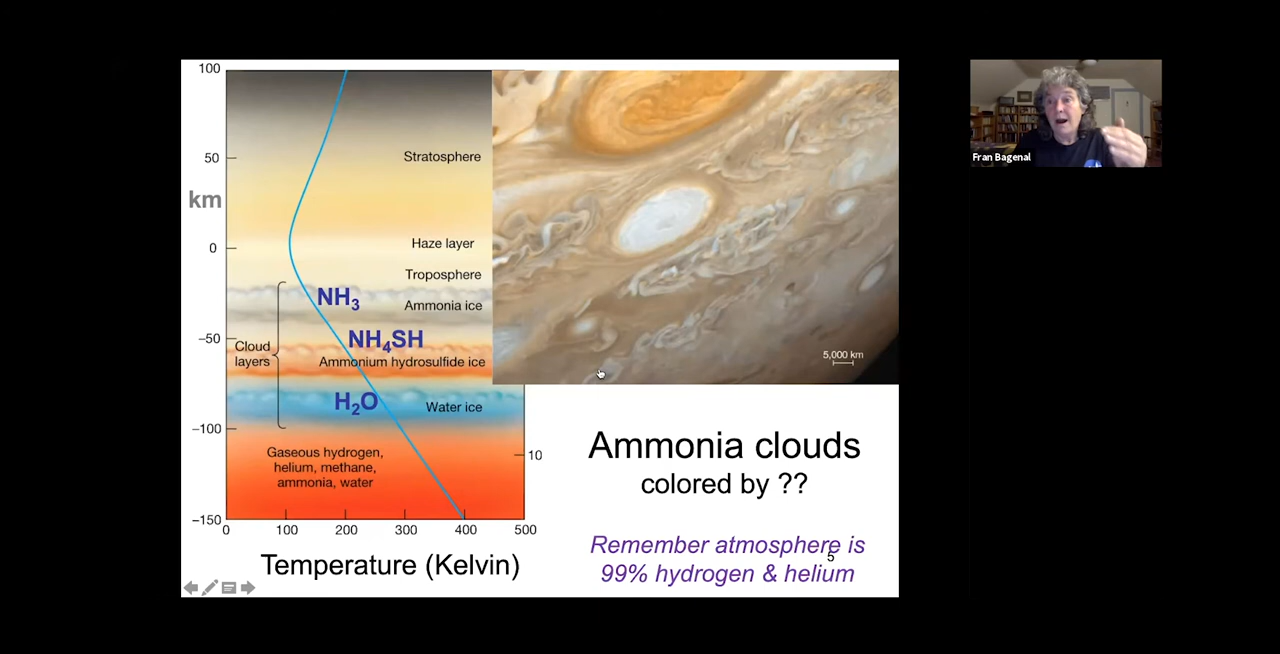 100
50
km
0
-50
-100
-150
Stratosphere
Haze layer
Troposphere
NH3
Ammonia ice
NH4SH
Cloud
layers
Ammonium hydrosulfide ice
H2O
Water ice
Gaseous hydrogen,
helium, methane,
ammonia, water
10
0 100 200 300 400 500
Temperature (Kelvin)
5,000 km
Ammonia clouds
colored by ??
Remember atmosphere is
99% hydrogen & helium
5
Fran Bagenal